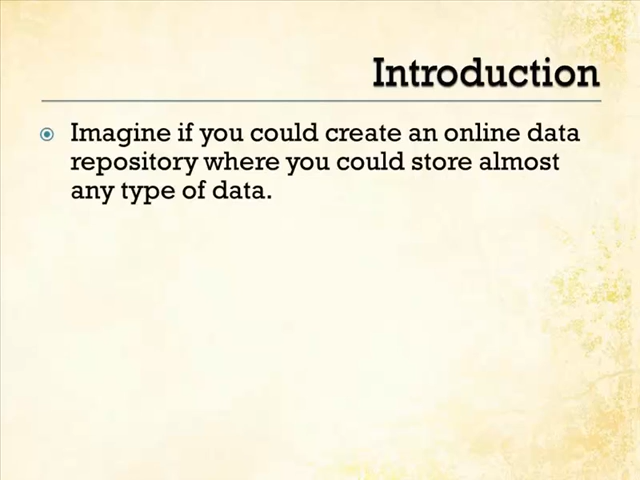 Introduction
Imagine if you could create an online data
repository where you could store almost
any type of data.